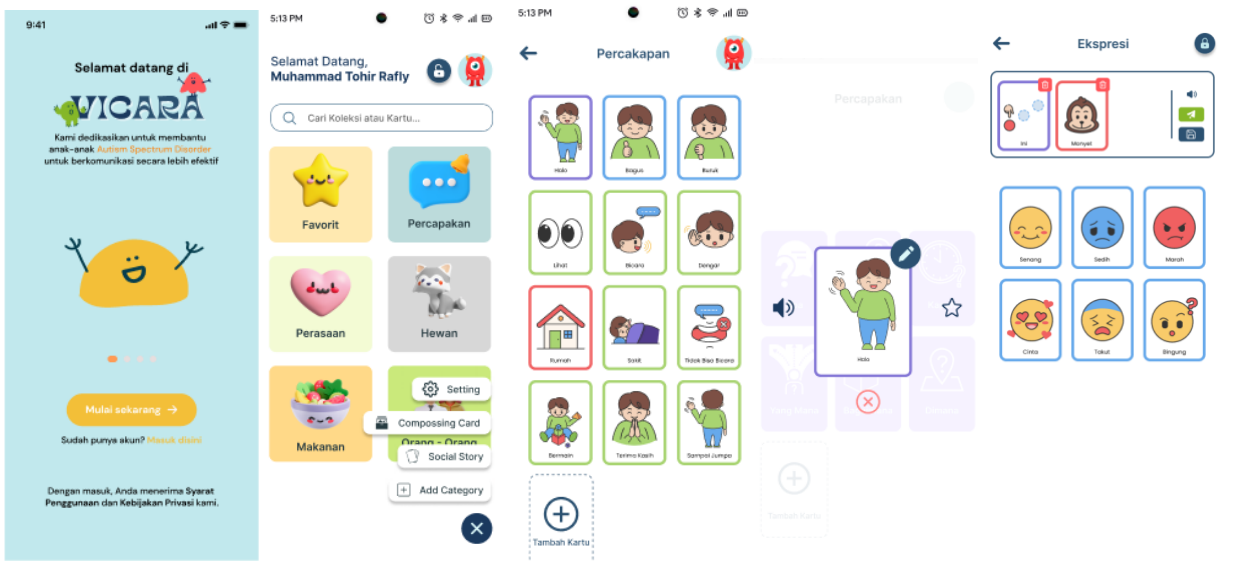 9:41
Selamat datang di
VICARA
Kami dedikasikan untuk membantu
anak-anak Autism Spectrum Disorder
untuk berkomunikasi secara lebih efektif
Mulai sekarang →
Sudah punya akun? Masuk disini
Dengan masuk, Anda menerima Syarat
Penggunaan dan Kebijakan Privasi kami.
5:13 PM
Selamat Datang,
Muhammad Tohir Rafly
Cari Koleksi atau Kartu...
Favorit
Percapakan
Perasaan
Hewan
Makanan
Orang - Orang
Setting
Compossing Card
Social Story
Add Category
5:13 PM
Percakapan
Halo
Bagus
Buruk
Lihat
Bicara
Dengar
Rumah
Sakit
Tidak Bisa Bicara
Bermain
Terima Kasih
Sampai Jumpa
Tambah Kartu
Percapakan
Halo
Tambah Kartu
Ekspresi
Ini
Monyet
Senang
Sedih
Marah
Cinta
Takut
Bingung